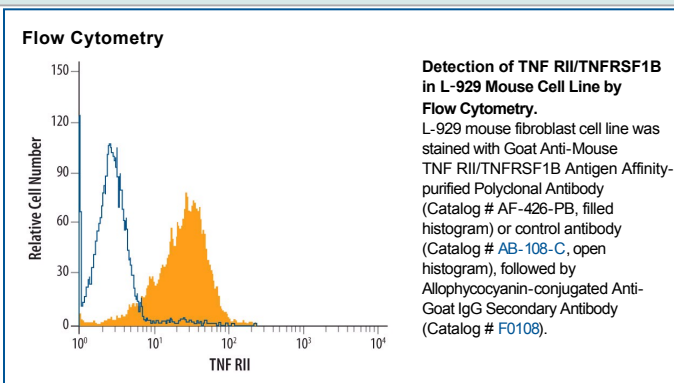 Flow Cytometry
150
120
90
60
30
0
Relative Cell Number
10⁰ 10¹ 10² 10³ 10⁴
TNF RII
Detection of TNF RII/TNFRSF1B
in L-929 Mouse Cell Line by
Flow Cytometry.
L-929 mouse fibroblast cell line was
stained with Goat Anti-Mouse
TNF RII/TNFRSF1B Antigen Affinity-
purified Polyclonal Antibody
(Catalog # AF-426-PB, filled
histogram) or control antibody
(Catalog # AB-108-C, open
histogram), followed by
Allophycocyanin-conjugated Anti-
Goat IgG Secondary Antibody
(Catalog # F0108).